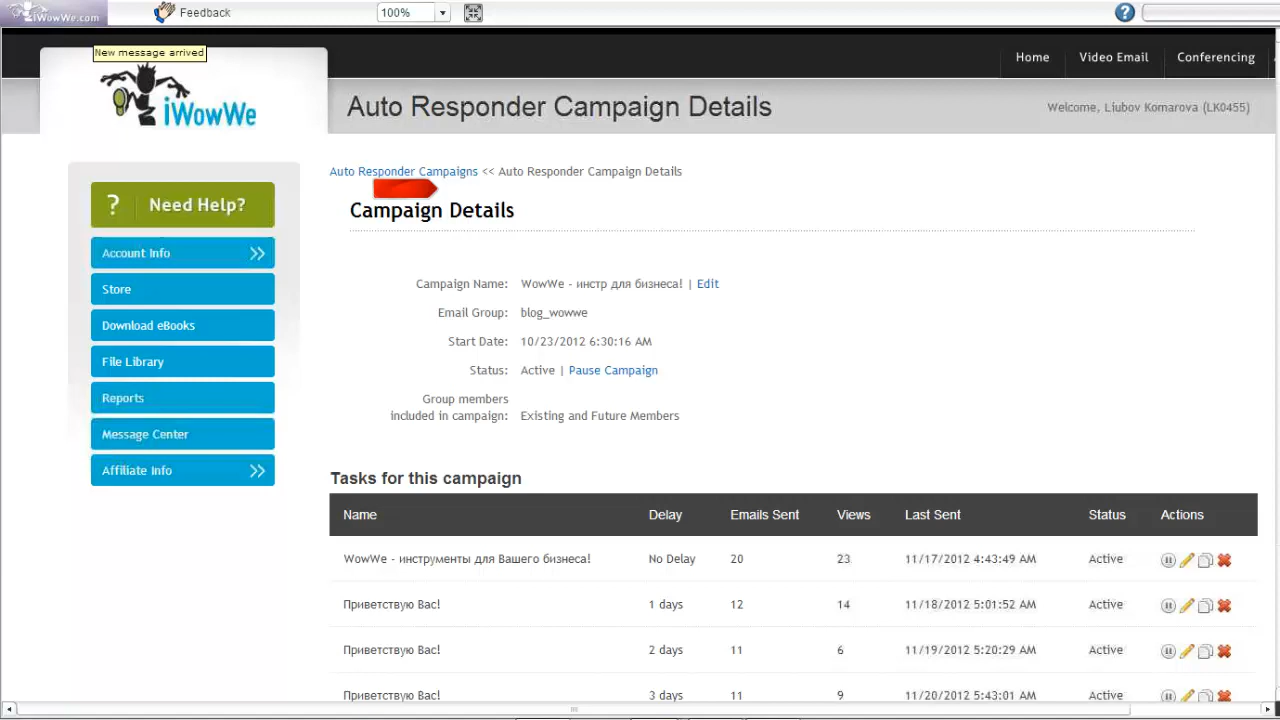 iWowWe.com
Feedback
100%
New message arrived
Home
Video Email
Conferencing
iWowWe
Auto Responder Campaign Details
Welcome, Liubov Komarova (LK0455)
Auto Responder Campaigns << Auto Responder Campaign Details
? Need Help?
Campaign Details
Account Info
Store
Download eBooks
File Library
Reports
Message Center
Affiliate Info
Campaign Name: WowWe - инстр для бизнеса! | Edit
Email Group: blog_wowwe
Start Date: 10/23/2012 6:30:16 AM
Status: Active | Pause Campaign
Group members
included in campaign: Existing and Future Members
Tasks for this campaign
Name Delay Emails Sent Views Last Sent Status Actions
WowWe - инструменты для Вашего бизнеса! No Delay 20 23 11/17/2012 4:43:49 AM Active
Приветствую Вас! 1 days 12 14 11/18/2012 5:01:52 AM Active
Приветствую Вас! 2 days 11 6 11/19/2012 5:20:29 AM Active
Приветствую Вас! 3 days 11 9 11/20/2012 5:43:01 AM Active